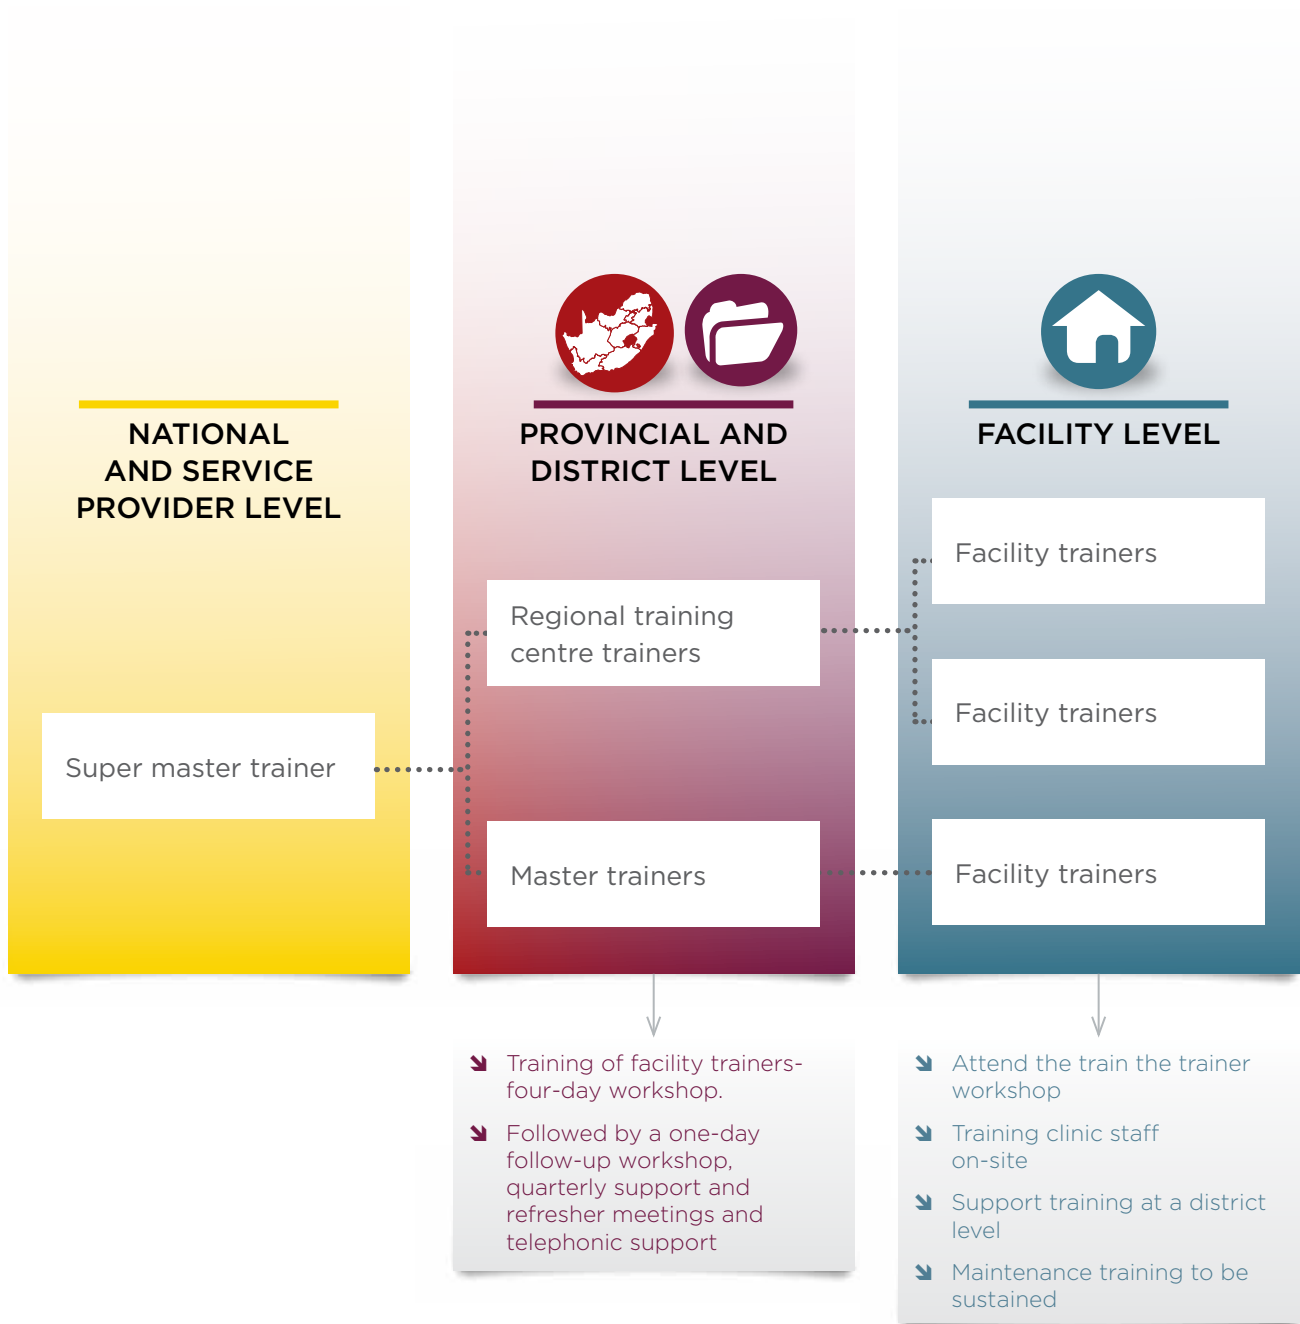 NATIONAL
AND SERVICE
PROVIDER LEVEL
Super master trainer
PROVINCIAL AND
DISTRICT LEVEL
Regional training
centre trainers
Master trainers
Training of facility trainers-
four-day workshop.
Followed by a one-day
follow-up workshop,
quarterly support and
refresher meetings and
telephonic support
FACILITY LEVEL
Facility trainers
Facility trainers
Facility trainers
Attend the train the trainer
workshop
Training clinic staff
on-site
Support training at a district
level
Maintenance training to be
sustained